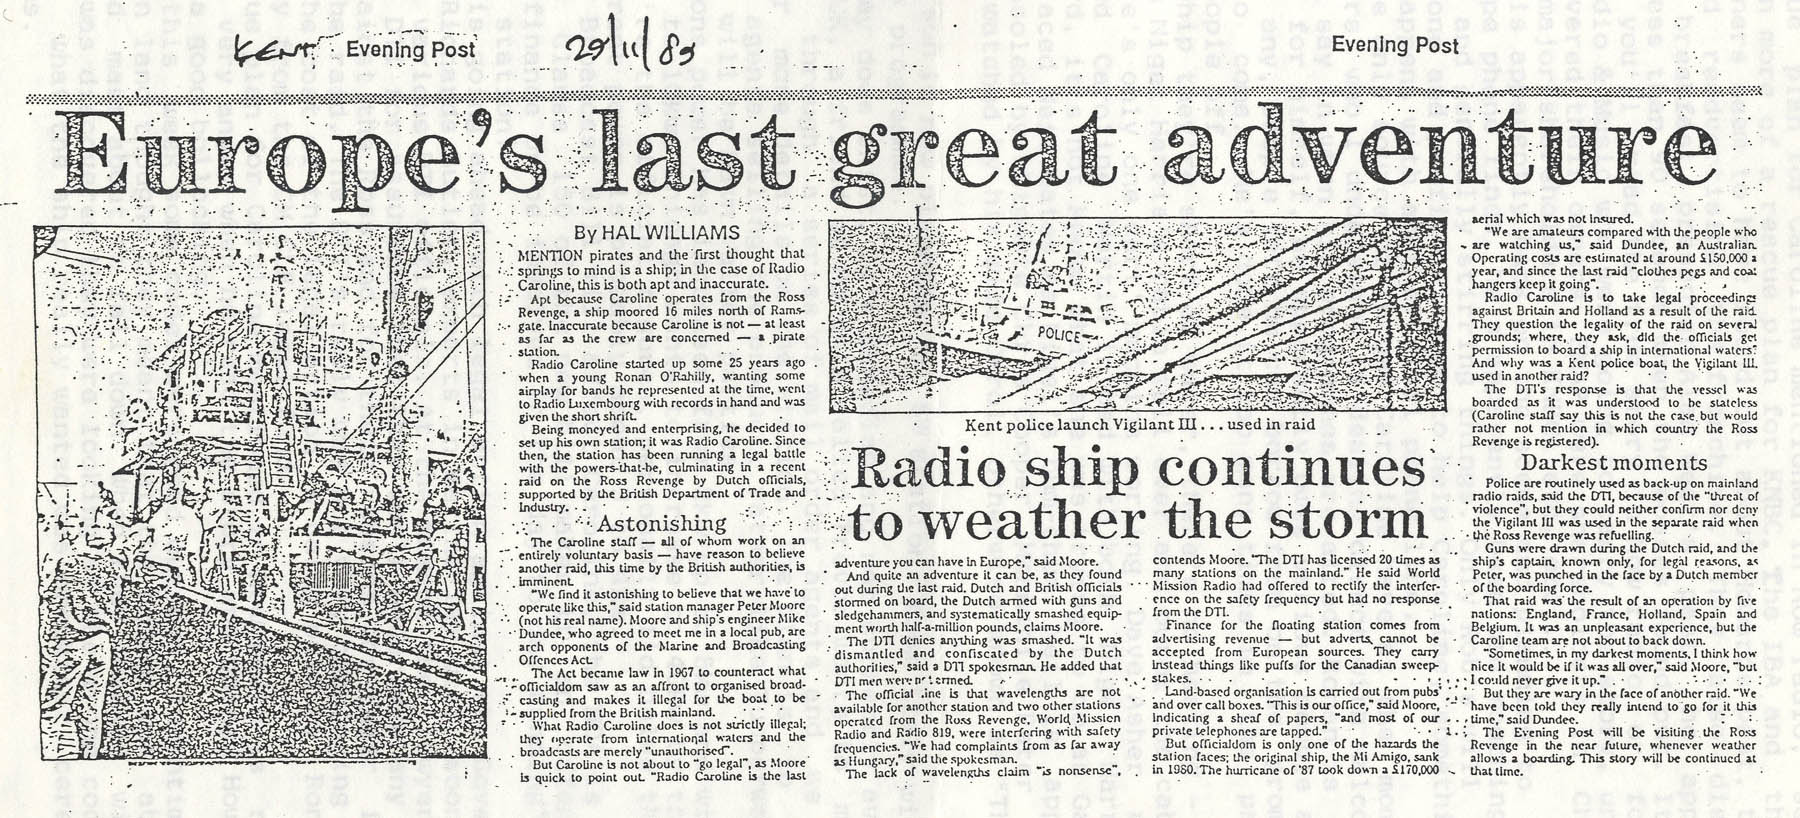 KENT Evening Post 29/11/89 Evening Post
Europe's last great adventure
By HAL WILLIAMS
MENTION pirates and the first thought that
springs to mind is a ship; in the case of Radio
Caroline, this is both apt and inaccurate.
Apt because Caroline operates from the Ross
Revenge, a ship moored 16 miles north of Rams-
gate. Inaccurate because Caroline is not — at least
as far as the crew are concerned — a pirate
station.
Radio Caroline started up some 25 years ago
when a young Ronan O'Rahilly, wanting some
airplay for bands he represented at the time, went
to Radio Luxembourg with records in hand and was
given the short shrift.
Being moneyed and enterprising, he decided to
set up his own station; it was Radio Caroline. Since
then, the station has been running a legal battle
with the powers-that-be, culminating in a recent
raid on the Ross Revenge by Dutch officials,
supported by the British Department of Trade and
Industry.
Astonishing
The Caroline staff — all of whom work on an
entirely voluntary basis — have reason to believe
another raid, this time by the British authorities, is
imminent.
"We find it astonishing to believe that we have to
operate like this," said station manager Peter Moore
(not his real name). Moore and ship's engineer Mike
Dundee, who agreed to meet me in a local pub, are
arch opponents of the Marine and Broadcasting
Offences Act.
The Act became law in 1967 to counteract what
officialdom saw as an affront to organised broad-
casting and makes it illegal for the boat to be
supplied from the British mainland.
What Radio Caroline does is not strictly illegal;
they operate from international waters and the
broadcasts are merely "unauthorised".
But Caroline is not about to "go legal", as Moore
is quick to point out. "Radio Caroline is the last
POLICE
Kent police launch Vigilant III . . . used in raid
Radio ship continues
to weather the storm
adventure you can have in Europe," said Moore.
And quite an adventure it can be, as they found
out during the last raid. Dutch and British officials
stormed on board, the Dutch armed with guns and
sledgehammers, and systematically smashed equip-
ment worth half-a-million pounds, claims Moore.
The DTI denies anything was smashed. "It was
dismantled and confiscated by the Dutch
authorities," said a DTI spokesman. He added that
DTI men were not armed.
The official line is that wavelengths are not
available for another station and two other stations
operated from the Ross Revenge, World Mission
Radio and Radio 819, were interfering with safety
frequencies. "We had complaints from as far away
as Hungary," said the spokesman.
The lack of wavelengths claim "is nonsense",
contends Moore. "The DTI has licensed 20 times as
many stations on the mainland." He said World
Mission Radio had offered to rectify the interfer-
ence on the safety frequency but had no response
from the DTI.
Finance for the floating station comes from
advertising revenue — but adverts cannot be
accepted from European sources. They carry
instead things like puffs for the Canadian sweep-
stakes.
Land-based organisation is carried out from pubs
and over call boxes. "This is our office," said Moore,
indicating a sheaf of papers, "and most of our
private telephones are tapped."
But officialdom is only one of the hazards the
station faces; the original ship, the Mi Amigo, sank
in 1980. The hurricane of '87 took down a £170,000
aerial which was not insured.
"We are amateurs compared with the people who
are watching us," said Dundee, an Australian.
Operating costs are estimated at around £150,000 a
year, and since the last raid "clothes pegs and coat
hangers keep it going".
Radio Caroline is to take legal proceedings
against Britain and Holland as a result of the raid.
They question the legality of the raid on several
grounds; where, they ask, did the officials get
permission to board a ship in international waters?
And why was a Kent police boat, the Vigilant III,
used in another raid?
The DTI's response is that the vessel was
boarded as it was understood to be stateless
(Caroline staff say this is not the case but would
rather not mention in which country the Ross
Revenge is registered).
Darkest moments
Police are routinely used as back-up on mainland
radio raids, said the DTI, because of the "threat of
violence", but they could neither confirm nor deny
the Vigilant III was used in the separate raid when
the Ross Revenge was refuelling.
Guns were drawn during the Dutch raid, and the
ship's captain, known only, for legal reasons, as
Peter, was punched in the face by a Dutch member
of the boarding force.
That raid was the result of an operation by five
nations: England, France, Holland, Spain and
Belgium. It was an unpleasant experience, but the
Caroline team are not about to back down.
"Sometimes, in my darkest moments, I think how
nice it would be if it was all over," said Moore, "but
I could never give it up."
But they are wary in the face of another raid. "We
have been told they really intend to go for it this
time," said Dundee.
The Evening Post will be visiting the Ross
Revenge in the near future, whenever weather
allows a boarding. This story will be continued at
that time.